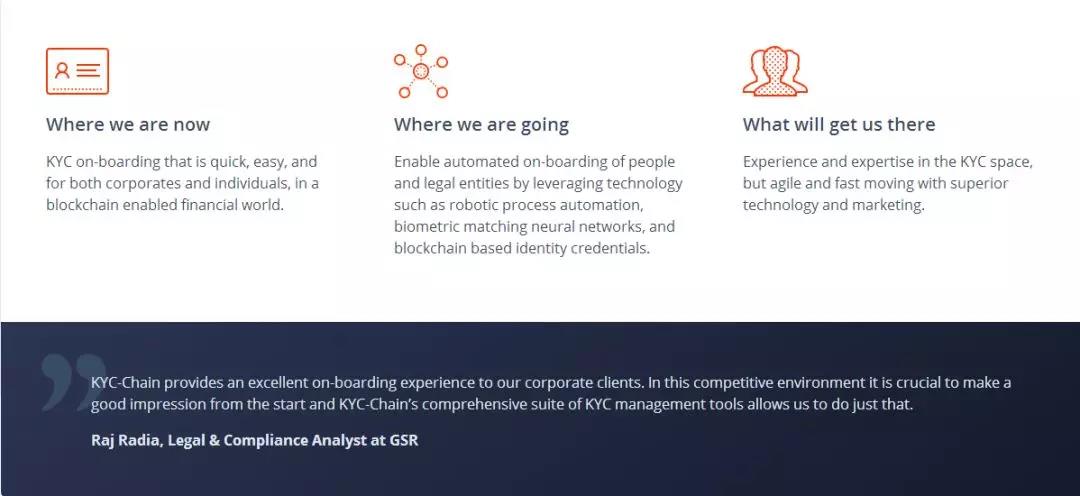 Where we are now
KYC on-boarding that is quick, easy, and
for both corporates and individuals, in a
blockchain enabled financial world.
Where we are going
Enable automated on-boarding of people
and legal entities by leveraging technology
such as robotic process automation,
biometric matching neural networks, and
blockchain based identity credentials.
What will get us there
Experience and expertise in the KYC space,
but agile and fast moving with superior
technology and marketing.
KYC-Chain provides an excellent on-boarding experience to our corporate clients. In this competitive environment it is crucial to make a
good impression from the start and KYC-Chain’s comprehensive suite of KYC management tools allows us to do just that.
Raj Radia, Legal & Compliance Analyst at GSR